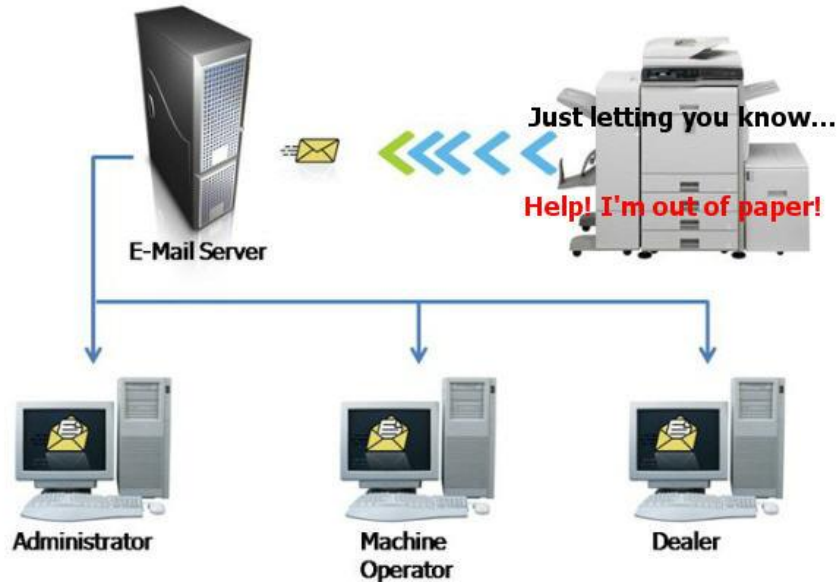 Just letting you know...
Help! I'm out of paper!
E-Mail Server
Administrator
Machine
Operator
Dealer